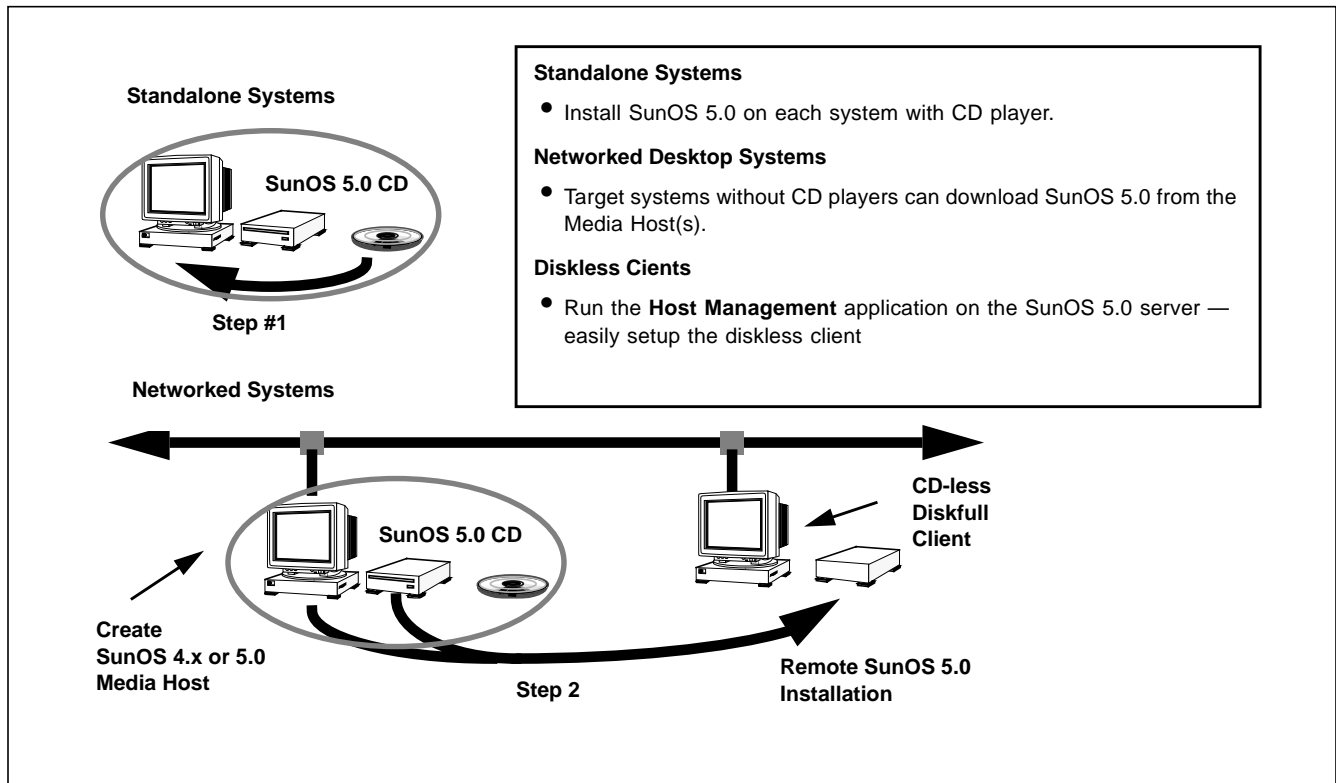 Standalone Systems
SunOS 5.0 CD
Step #1
Standalone Systems
• Install SunOS 5.0 on each system with CD player.
Networked Desktop Systems
• Target systems without CD players can download SunOS 5.0 from the
Media Host(s).
Diskless Cients
• Run the Host Management application on the SunOS 5.0 server —
easily setup the diskless client
Networked Systems
SunOS 5.0 CD
CD-less
Diskfull
Client
Create
SunOS 4.x or 5.0
Media Host
Step 2
Remote SunOS 5.0
Installation